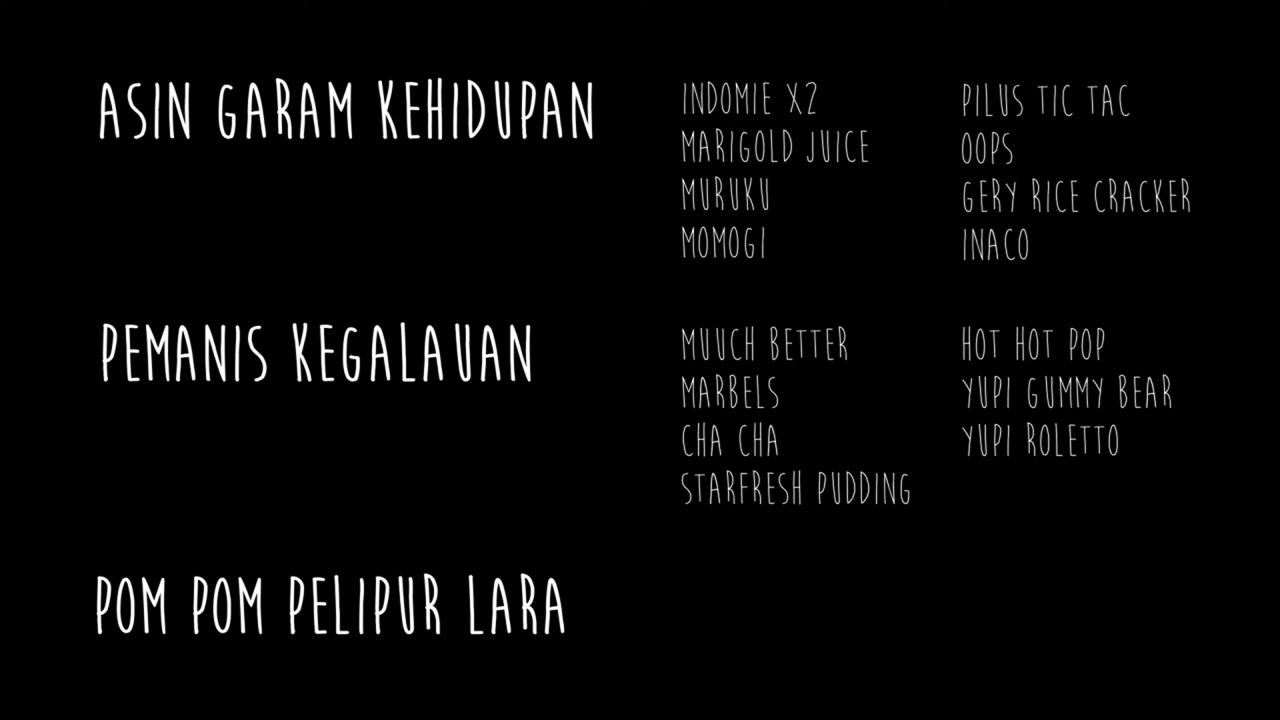 ASIN GARAM KEHIDUPAN
INDOMIE X2
MARIGOLD JUICE
MURUKU
MOMOGI
PILUS TIC TAC
OOPS
GERY RICE CRACKER
INACO
PEMANIS KEGALAUAN
MUUCH BETTER
MARBELS
CHA CHA
STARFRESH PUDDING
HOT HOT POP
YUPI GUMMY BEAR
YUPI ROLETTO
POM POM PELIPUR LARA